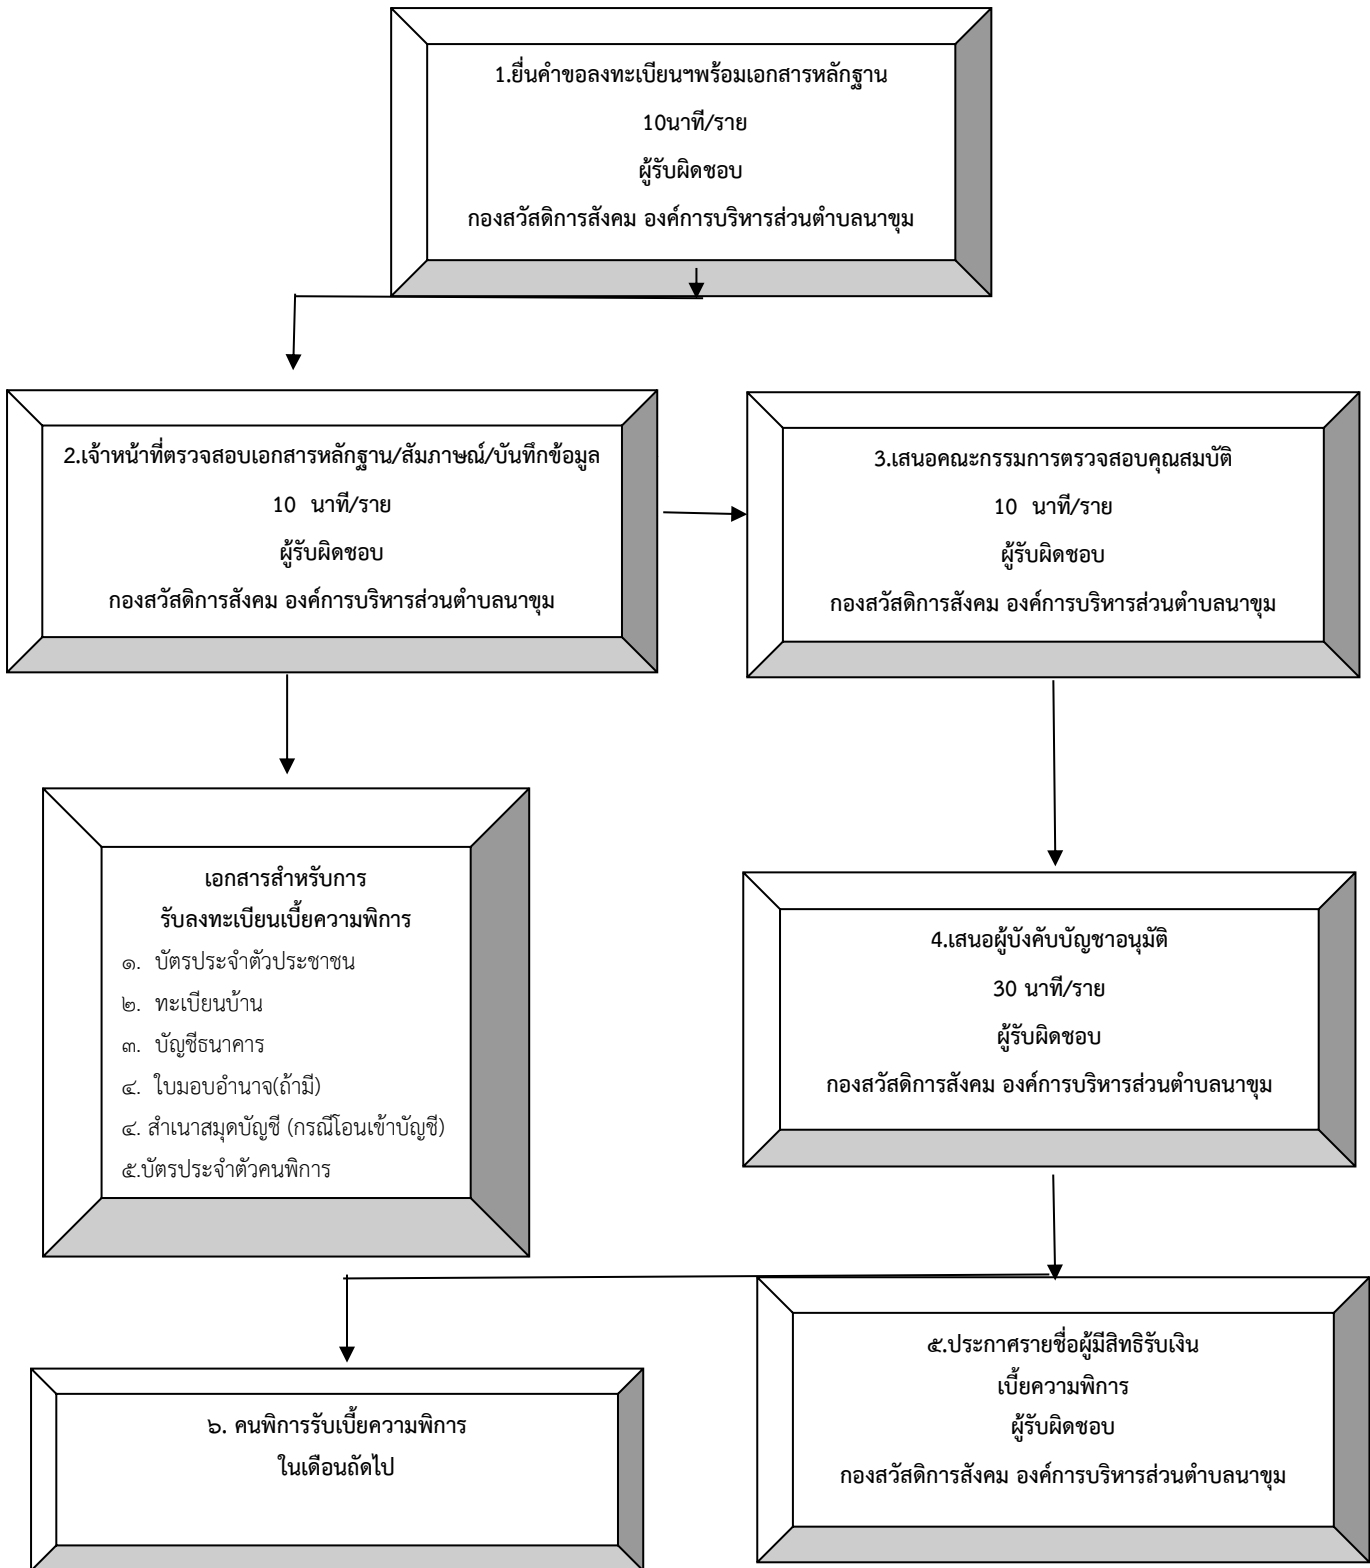 1.ยื่นคำขอลงทะเบียนฯพร้อมเอกสารหลักฐาน
10นาที/ราย
ผู้รับผิดชอบ
กองสวัสดิการสังคม องค์การบริหารส่วนตำบลนาขุม
2.เจ้าหน้าที่ตรวจสอบเอกสารหลักฐาน/สัมภาษณ์/บันทึกข้อมูล
10 นาที/ราย
ผู้รับผิดชอบ
กองสวัสดิการสังคม องค์การบริหารส่วนตำบลนาขุม
3.เสนอคณะกรรมการตรวจสอบคุณสมบัติ
10 นาที/ราย
ผู้รับผิดชอบ
กองสวัสดิการสังคม องค์การบริหารส่วนตำบลนาขุม
เอกสารสำหรับการ
รับลงทะเบียนเบี้ยความพิการ
๑. บัตรประจำตัวประชาชน
๒. ทะเบียนบ้าน
๓. บัญชีธนาคาร
๔. ใบมอบอำนาจ(ถ้ามี)
๔. สำเนาสมุดบัญชี (กรณีโอนเข้าบัญชี)
๕.บัตรประจำตัวคนพิการ
4.เสนอผู้บังคับบัญชาอนุมัติ
30 นาที/ราย
ผู้รับผิดชอบ
กองสวัสดิการสังคม องค์การบริหารส่วนตำบลนาขุม
๕.ประกาศรายชื่อผู้มีสิทธิรับเงิน
เบี้ยความพิการ
ผู้รับผิดชอบ
กองสวัสดิการสังคม องค์การบริหารส่วนตำบลนาขุม
๖. คนพิการรับเบี้ยความพิการ
ในเดือนถัดไป